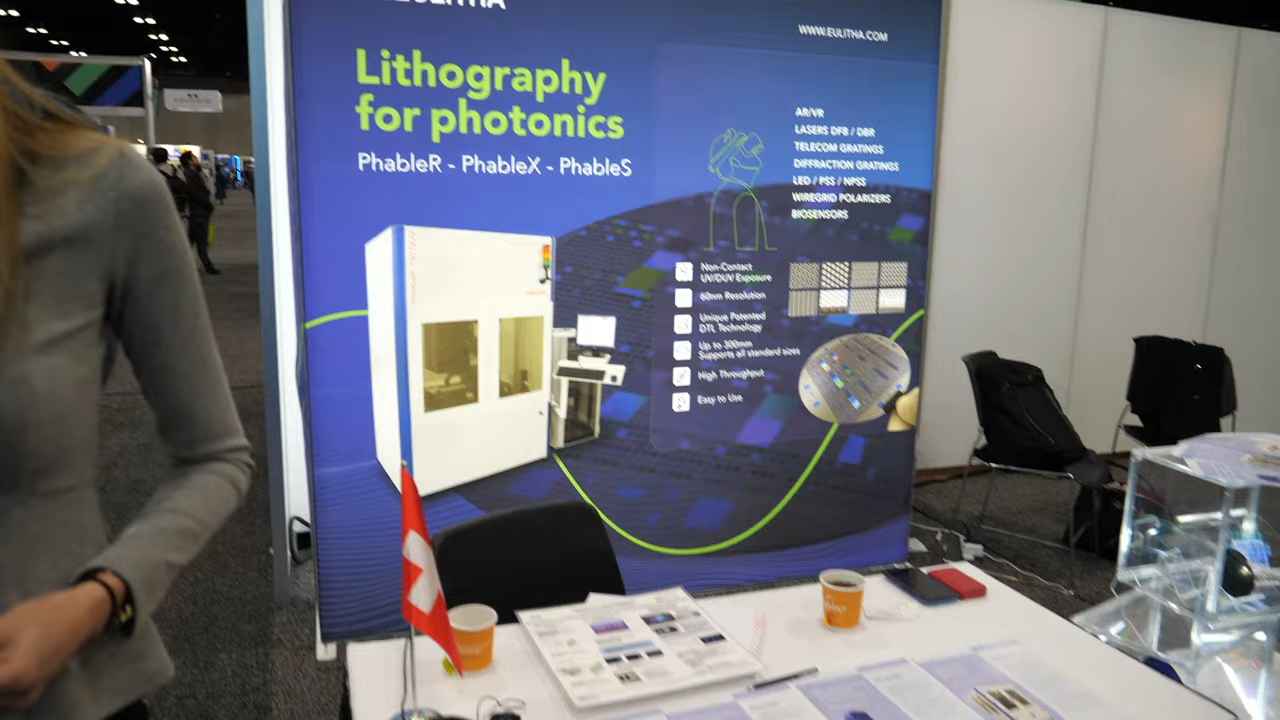 EULITHA
WWW.EULITHA.COM
Lithography
for photonics
PhableR - PhableX - PhableS
AR/VR
LASERS DFB / DBR
TELECOM GRATINGS
DIFFRACTION GRATINGS
LED / PSS / NPSS
WIREGRID POLARIZERS
BIOSENSORS
Non-Contact
UV/DUV Exposure
60nm Resolution
Unique Patented
DTL Technology
Up to 300mm
Supports all standard sizes
High Throughput
Easy to Use